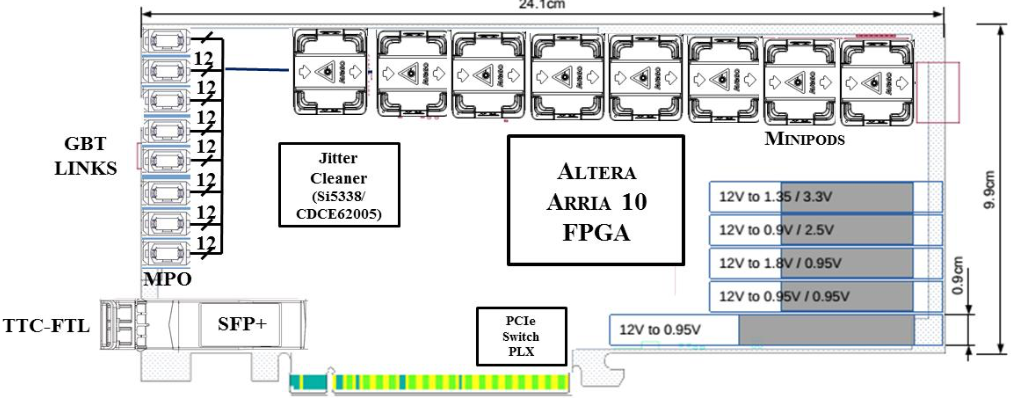 24.1cm
12
12
12
12
12
12
12
GBT
LINKS
MPO
MINIPODS
Jitter
Cleaner
(Si5338/
CDCE62005)
ALTERA
ARRIA 10
FPGA
12V to 1.35 / 3.3V
12V to 0.9V / 2.5V
12V to 1.8V / 0.95V
12V to 0.95V / 0.95V
12V to 0.95V
9.9cm
0.9cm
TTC-FTL
SFP+
PCIe
Switch
PLX